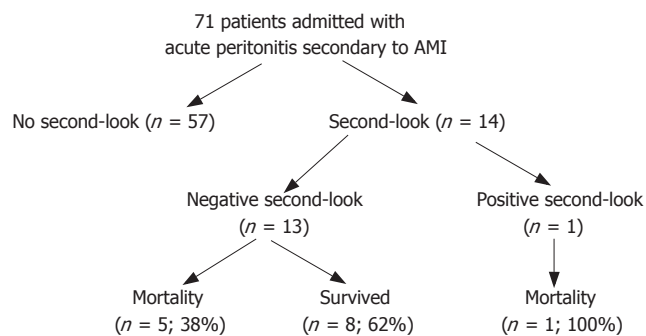 71 patients admitted with
acute peritonitis secondary to AMI
No second-look (n = 57)
Second-look (n = 14)
Negative second-look
(n = 13)
Positive second-look
(n = 1)
Mortality
(n = 5; 38%)
Survived
(n = 8; 62%)
Mortality
(n = 1; 100%)